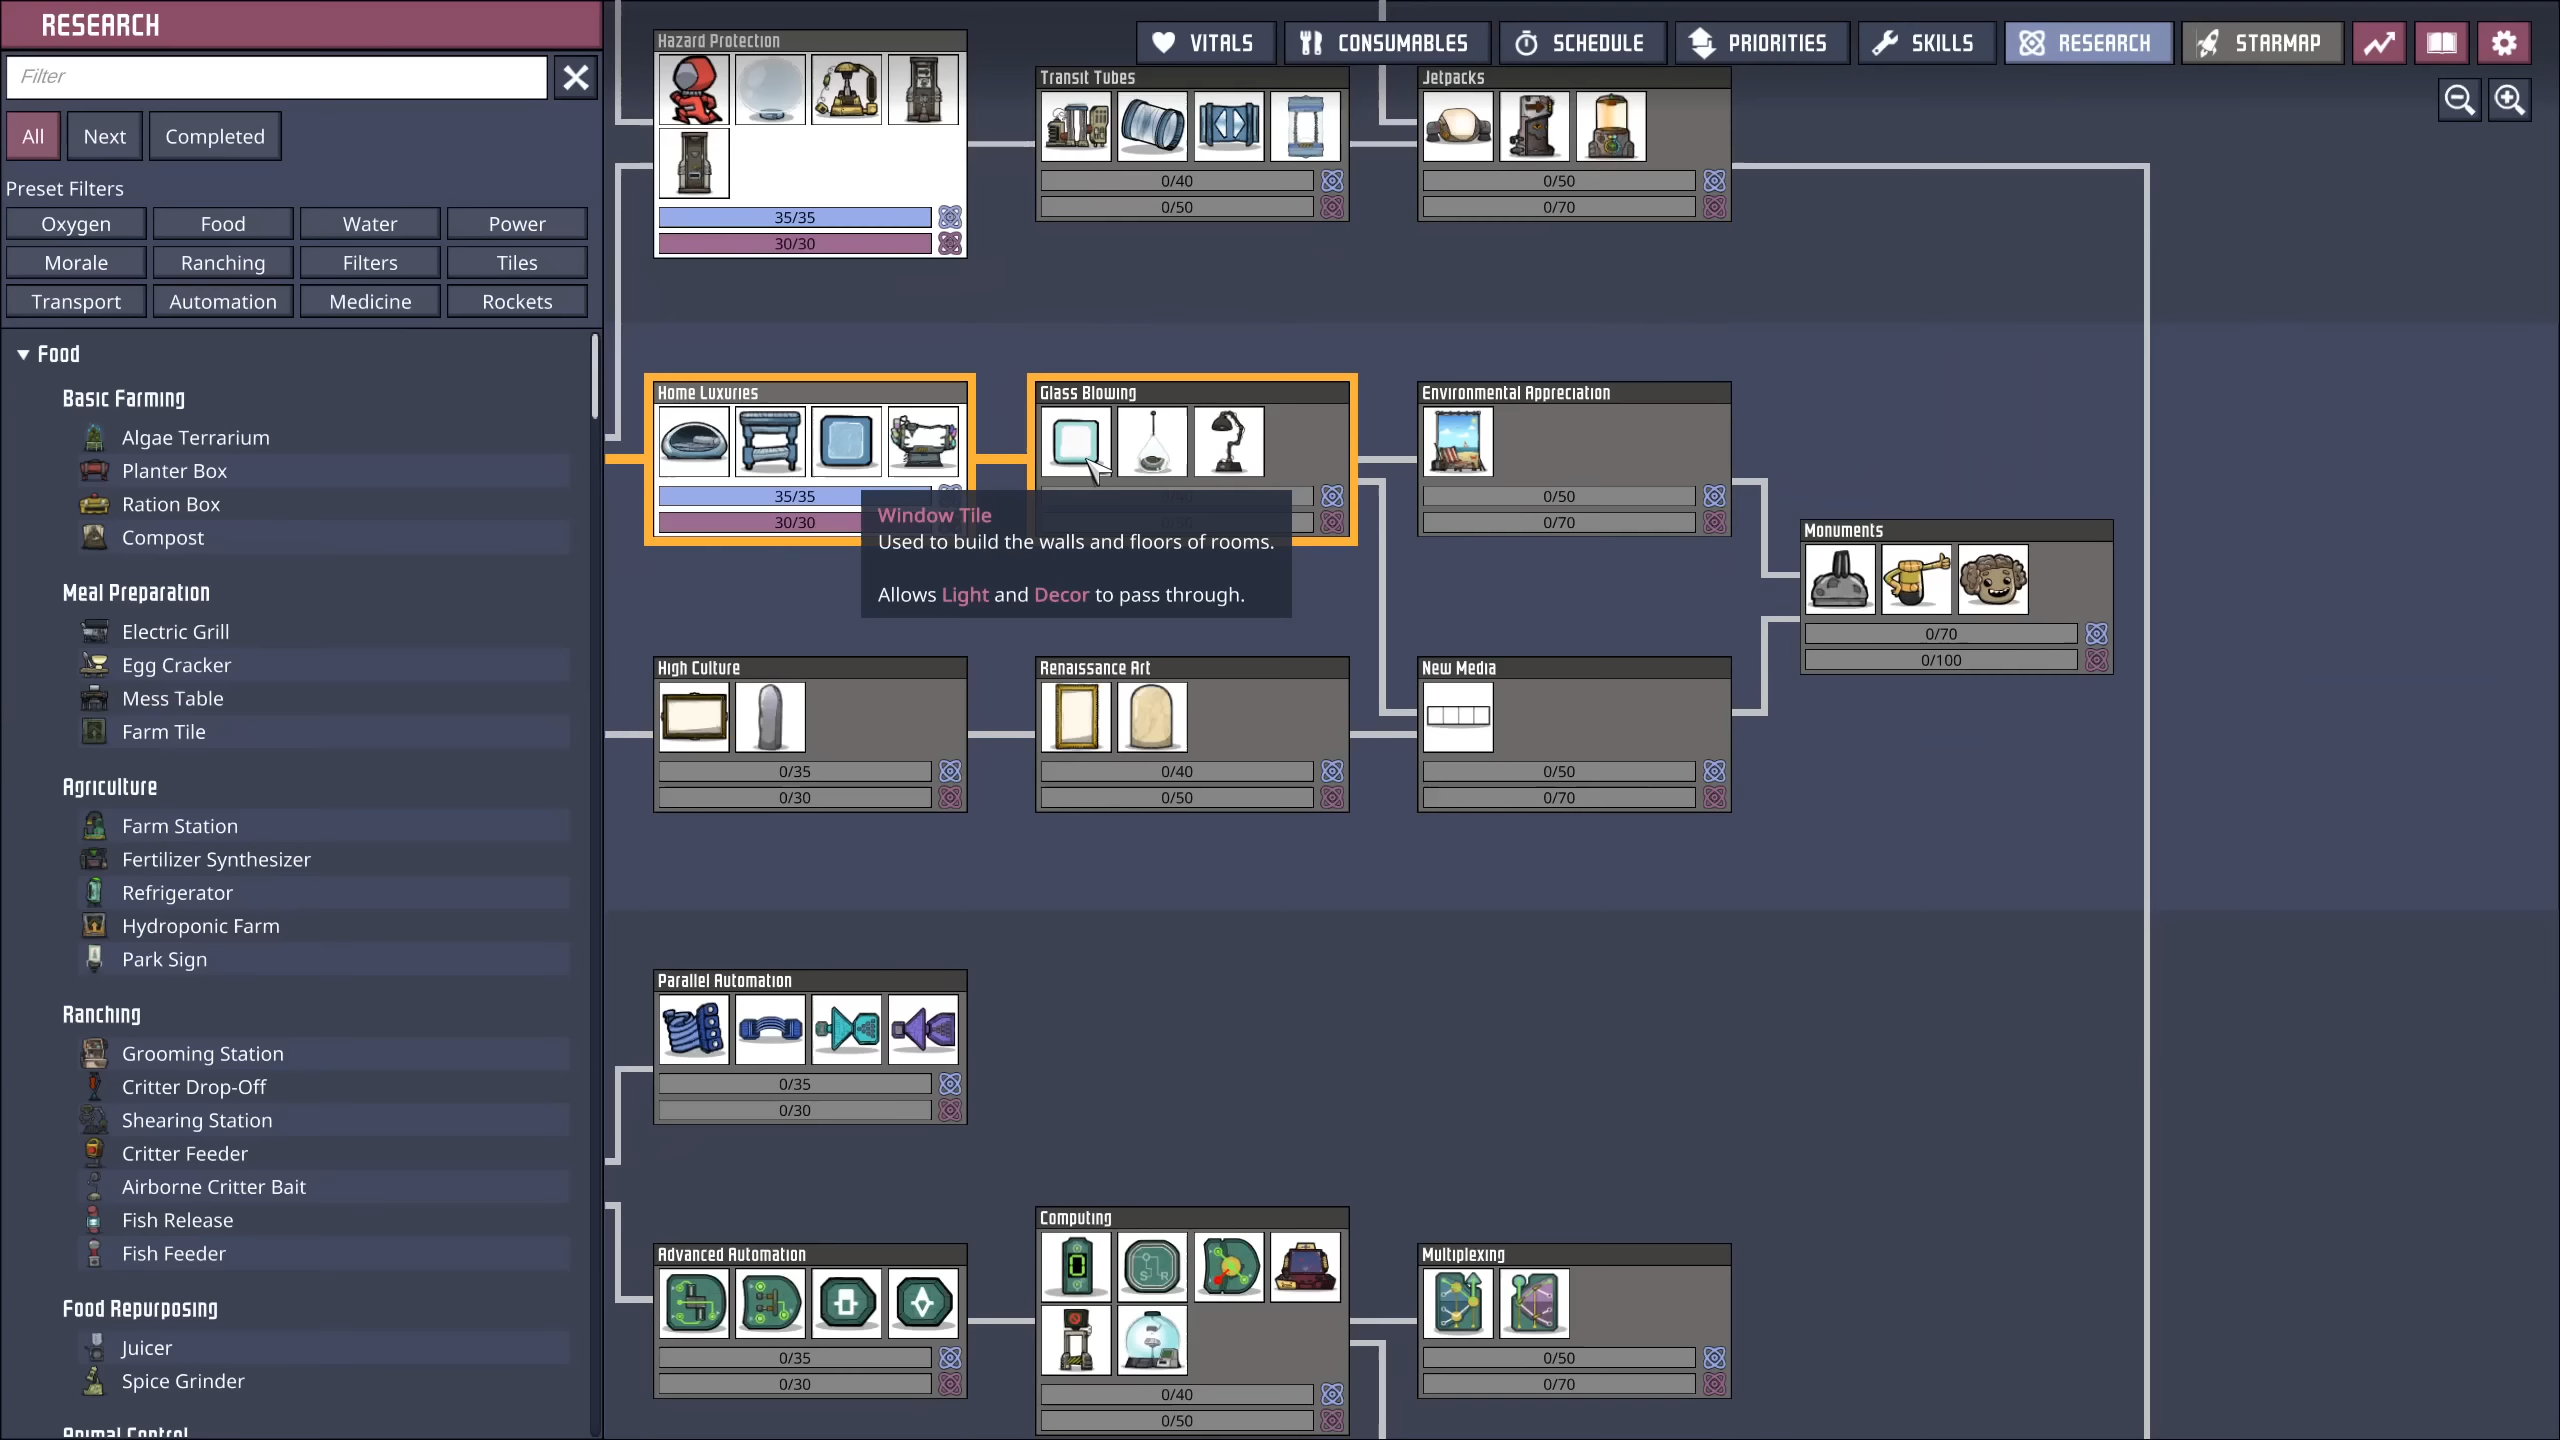 RESEARCH
Filter
All
Next
Completed
Preset Filters
Oxygen
Food
Water
Power
Morale
Ranching
Filters
Tiles
Transport
Automation
Medicine
Rockets
Food
Basic Farming
Algae Terrarium
Planter Box
Ration Box
Compost
Meal Preparation
Electric Grill
Egg Cracker
Mess Table
Farm Tile
Agriculture
Farm Station
Fertilizer Synthesizer
Refrigerator
Hydroponic Farm
Park Sign
Ranching
Grooming Station
Critter Drop-Off
Shearing Station
Critter Feeder
Airborne Critter Bait
Fish Release
Fish Feeder
Food Repurposing
Juicer
Spice Grinder
Animal Control
VITALS
CONSUMABLES
SCHEDULE
PRIORITIES
SKILLS
RESEARCH
STARMAP
Hazard Protection
35/35
30/30
Transit Tubes
0/40
0/50
Jetpacks
0/50
0/70
Home Luxuries
35/35
30/30
Glass Blowing
Window Tile
Used to build the walls and floors of rooms.
Allows Light and Decor to pass through.
Environmental Appreciation
0/50
0/70
Monuments
0/70
0/100
High Culture
0/35
0/30
Renaissance Art
0/40
0/50
New Media
0/50
0/70
Parallel Automation
0/35
0/30
Advanced Automation
0/35
0/30
Computing
0/40
0/50
Multiplexing
0/50
0/70